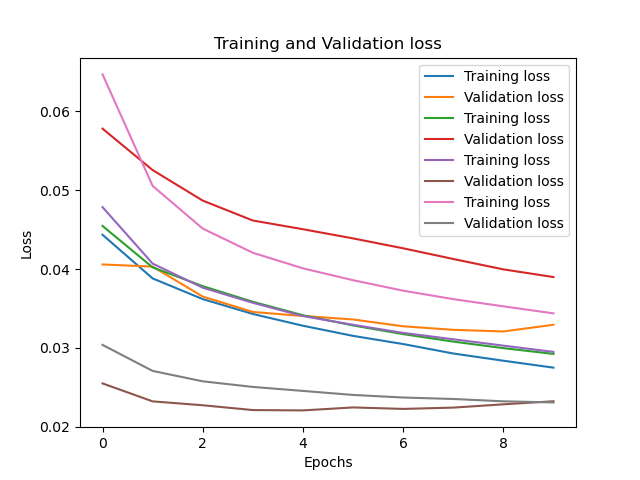 Training and Validation loss
Training loss
Validation loss
Training loss
Validation loss
Training loss
Validation loss
Training loss
Validation loss
Loss
0.06
0.05
0.04
0.03
0.02
0 2 4 6 8
Epochs